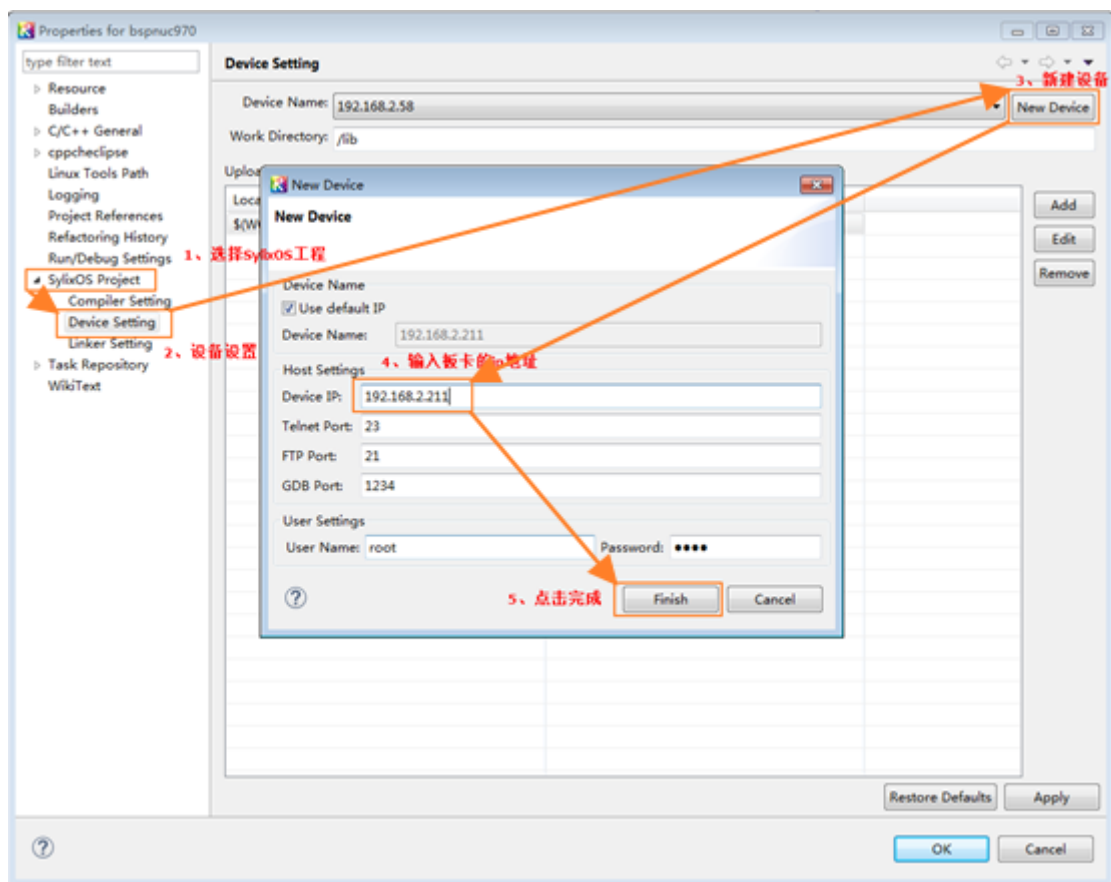 Properties for bspnuc970
type filter text
Resource
Builders
C/C++ General
cppcheclipse
Linux Tools Path
Logging
Project References
Refactoring History
Run/Debug Settings
SylixOS Project
Compiler Setting
Device Setting
Linker Setting
Task Repository
WikiText
1、选择SylixOS工程
2、设备设置
Device Setting
3、新建设备
Device Name: 192.168.2.58
New Device
Work Directory: /lib
Add
Edit
Remove
New Device
New Device
Device Name
Use default IP
Device Name: 192.168.2.211
4、输入板卡的ip地址
Host Settings
Device IP: 192.168.2.211
Telnet Port: 23
FTP Port: 21
GDB Port: 1234
User Settings
User Name: root Password: ●●●●
5、点击完成
Finish Cancel
Restore Defaults Apply
OK Cancel